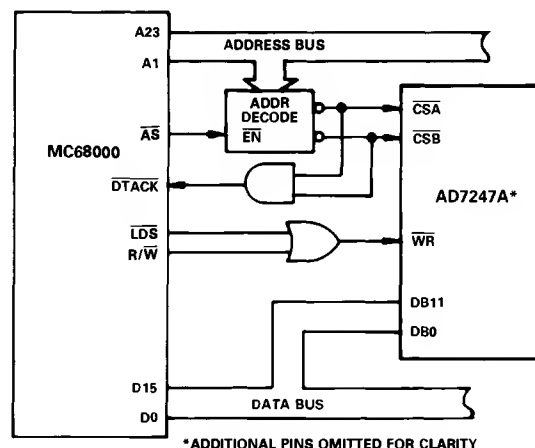 A23
ADDRESS BUS
A1
ADDR
DECODE
EN
AS
MC68000
CSA
CSB
DTACK
AD7247A*
LDS
R/W
WR
DB11
DB0
D15
DATA BUS
D0
*ADDITIONAL PINS OMITTED FOR CLARITY